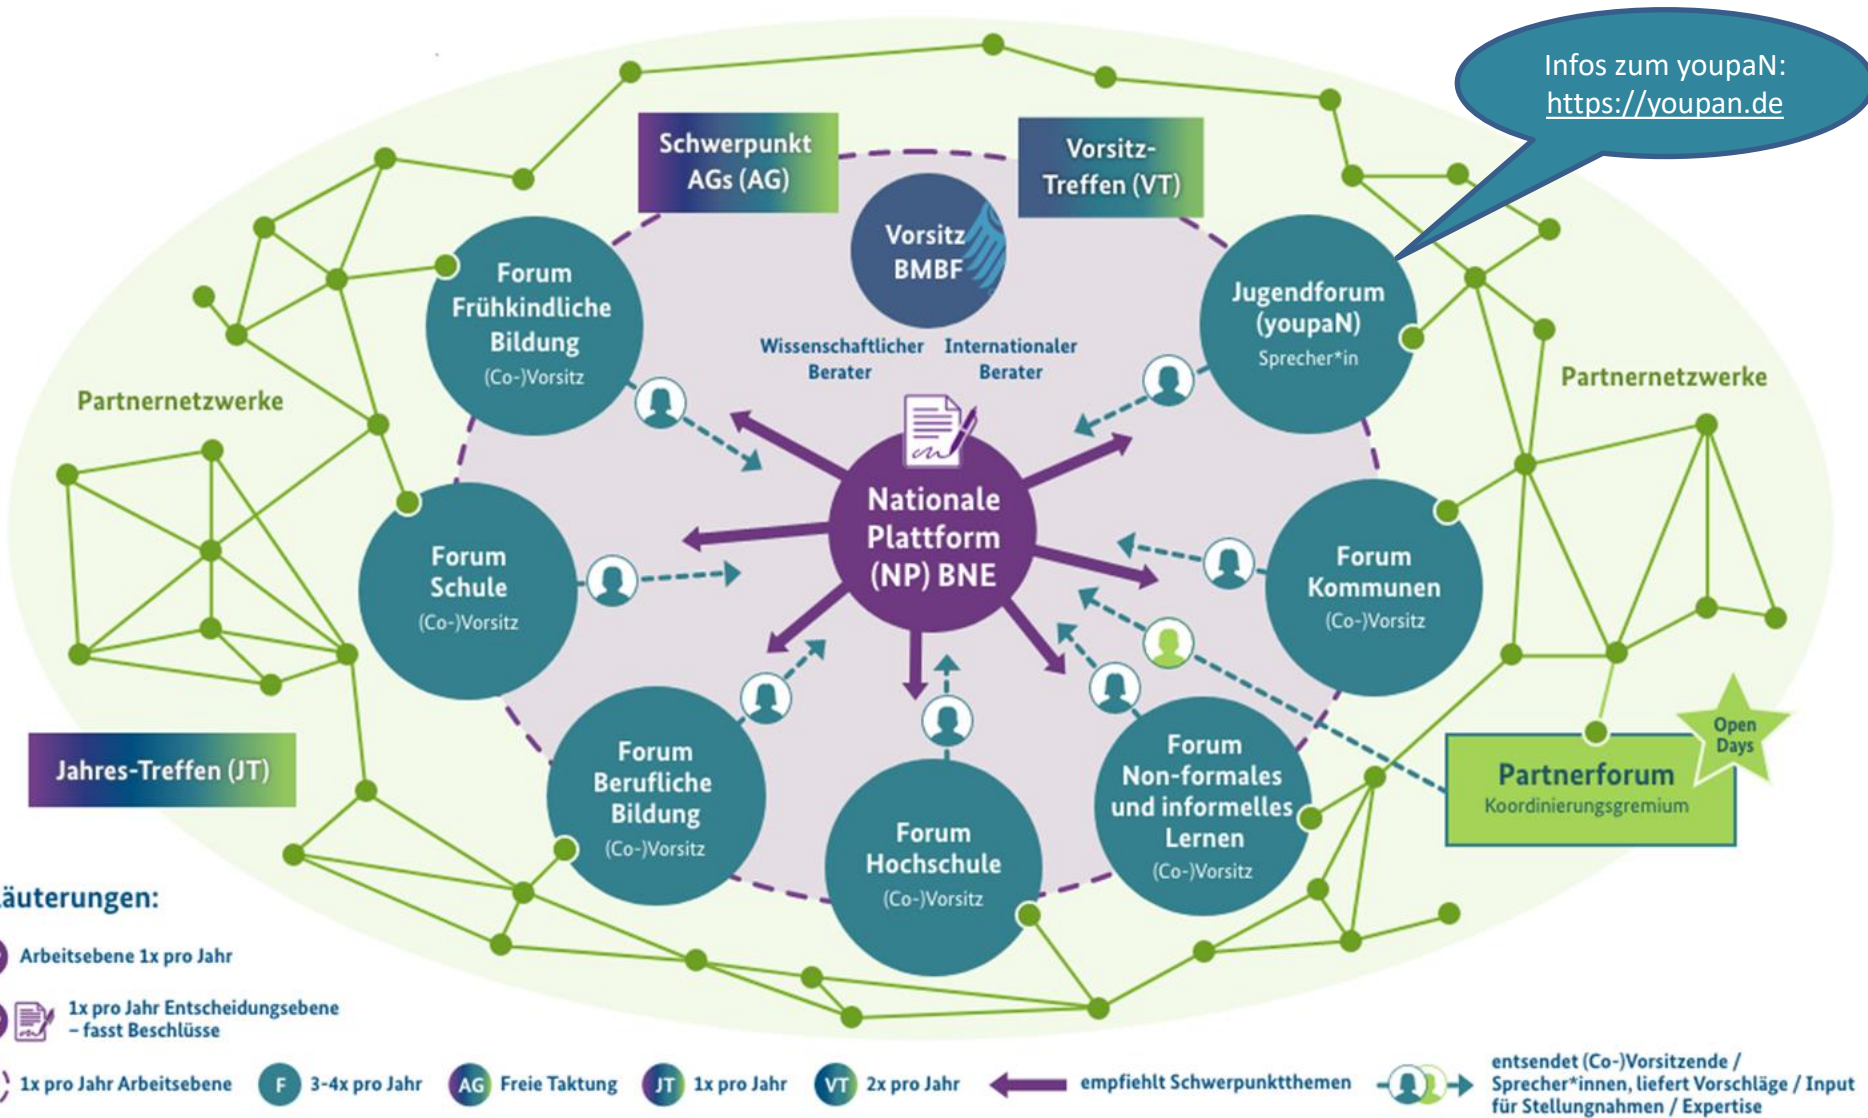 Infos zum youpaN:
https://youpan.de
Schwerpunkt
AGs (AG)
Vorsitz-
Treffen (VT)
Vorsitz
BMBF
Wissenschaftlicher
Berater
Internationaler
Berater
Forum
Frühkindliche
Bildung
(Co-)Vorsitz
Jugendforum
(youpaN)
Sprecher*in
Partnernetzwerke
Partnernetzwerke
Nationale
Plattform
(NP) BNE
Forum
Schule
(Co-)Vorsitz
Forum
Kommunen
(Co-)Vorsitz
Forum
Berufliche
Bildung
(Co-)Vorsitz
Forum
Hochschule
(Co-)Vorsitz
Forum
Non-formales
und informelles
Lernen
(Co-)Vorsitz
Open
Days
Partnerforum
Koordinierungsgremium
Jahres-Treffen (JT)
äuterungen:
Arbeitsebene 1x pro Jahr
1x pro Jahr Entscheidungsebene
– fasst Beschlüsse
1x pro Jahr Arbeitsebene
F 3-4x pro Jahr
AG Freie Taktung
JT 1x pro Jahr
VT 2x pro Jahr
empfiehlt Schwerpunktthemen
entsendet (Co-)Vorsitzende /
Sprecher*innen, liefert Vorschläge / Input
für Stellungnahmen / Expertise